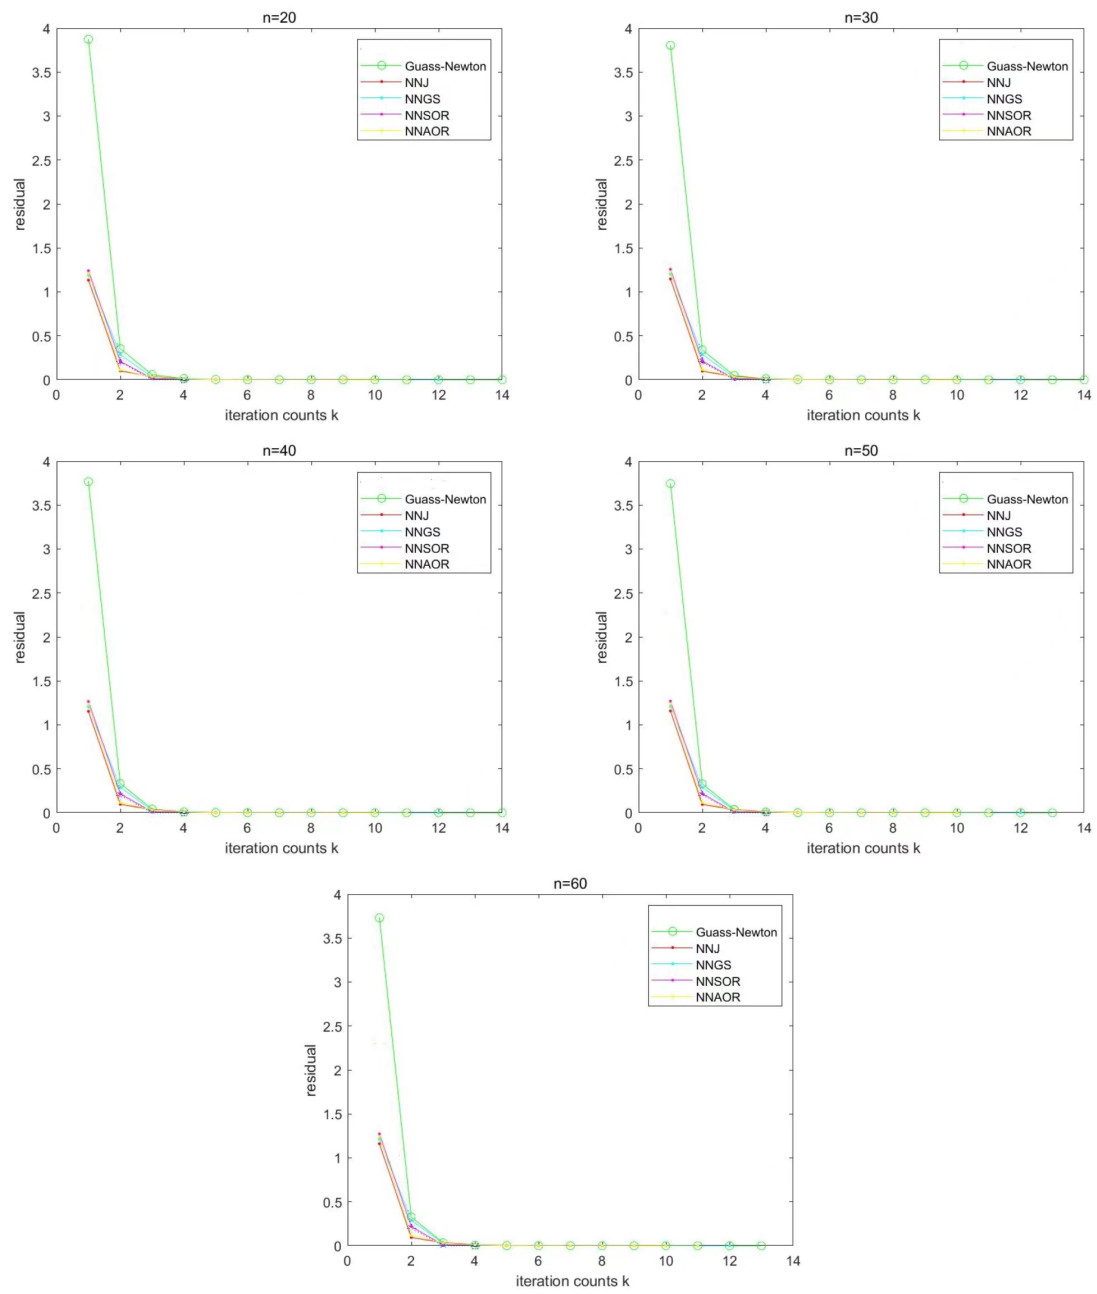 n=20
4
3.5
3
2.5
2
1.5
1
0.5
0
residual
Guass-Newton
NNJ
NNGS
NNSOR
NNAOR
0 2 4 6 8 10 12 14
iteration counts k
n=30
4
3.5
3
2.5
2
1.5
1
0.5
0
residual
Guass-Newton
NNJ
NNGS
NNSOR
NNAOR
0 2 4 6 8 10 12 14
iteration counts k
n=40
4
3.5
3
2.5
2
1.5
1
0.5
0
residual
Guass-Newton
NNJ
NNGS
NNSOR
NNAOR
0 2 4 6 8 10 12 14
iteration counts k
n=50
4
3.5
3
2.5
2
1.5
1
0.5
0
residual
Guass-Newton
NNJ
NNGS
NNSOR
NNAOR
0 2 4 6 8 10 12 14
iteration counts k
n=60
4
3.5
3
2.5
2
1.5
1
0.5
0
residual
Guass-Newton
NNJ
NNGS
NNSOR
NNAOR
0 2 4 6 8 10 12 14
iteration counts k